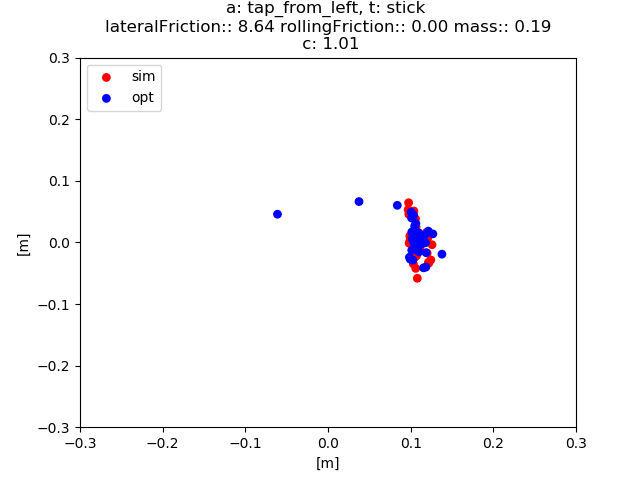 a: tap_from_left, t: stick
lateralFriction:: 8.64 rollingFriction:: 0.00 mass:: 0.19
c: 1.01
sim
opt
0.3
0.2
0.1
0.0
−0.1
−0.2
−0.3
[m]
−0.3
−0.2
−0.1
0.0
0.1
0.2
0.3
[m]